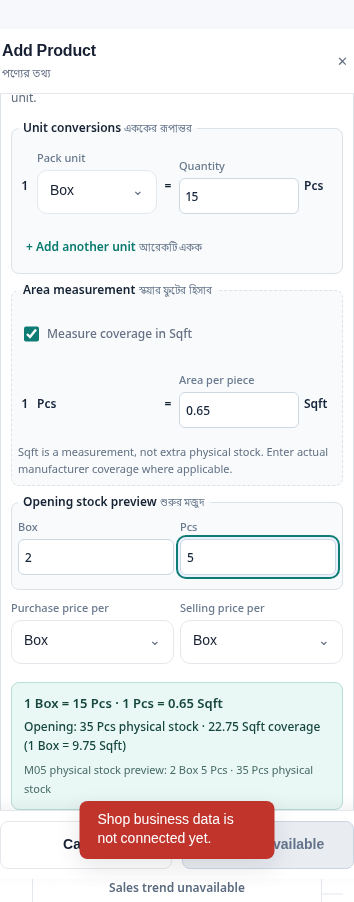 Add Product
পণ্যের তথ্য
unit.
Unit conversions এককের রূপান্তর
Pack unit
Quantity
1 Box = 15 Pcs
+ Add another unit আরেকটি একক
Area measurement স্কয়ার ফুটের হিসাব
Measure coverage in Sqft
Area per piece
1 Pcs = 0.65 Sqft
Sqft is a measurement, not extra physical stock. Enter actual
manufacturer coverage where applicable.
Opening stock preview শুরুর মজুদ
Box Pcs
2 5
Purchase price per Selling price per
Box Box
1 Box = 15 Pcs · 1 Pcs = 0.65 Sqft
Opening: 35 Pcs physical stock · 22.75 Sqft coverage
(1 Box = 9.75 Sqft)
M05 physical stock preview: 2 Box 5 Pcs · 35 Pcs physical
stock
Shop business data is
not connected yet.
Sales trend unavailable